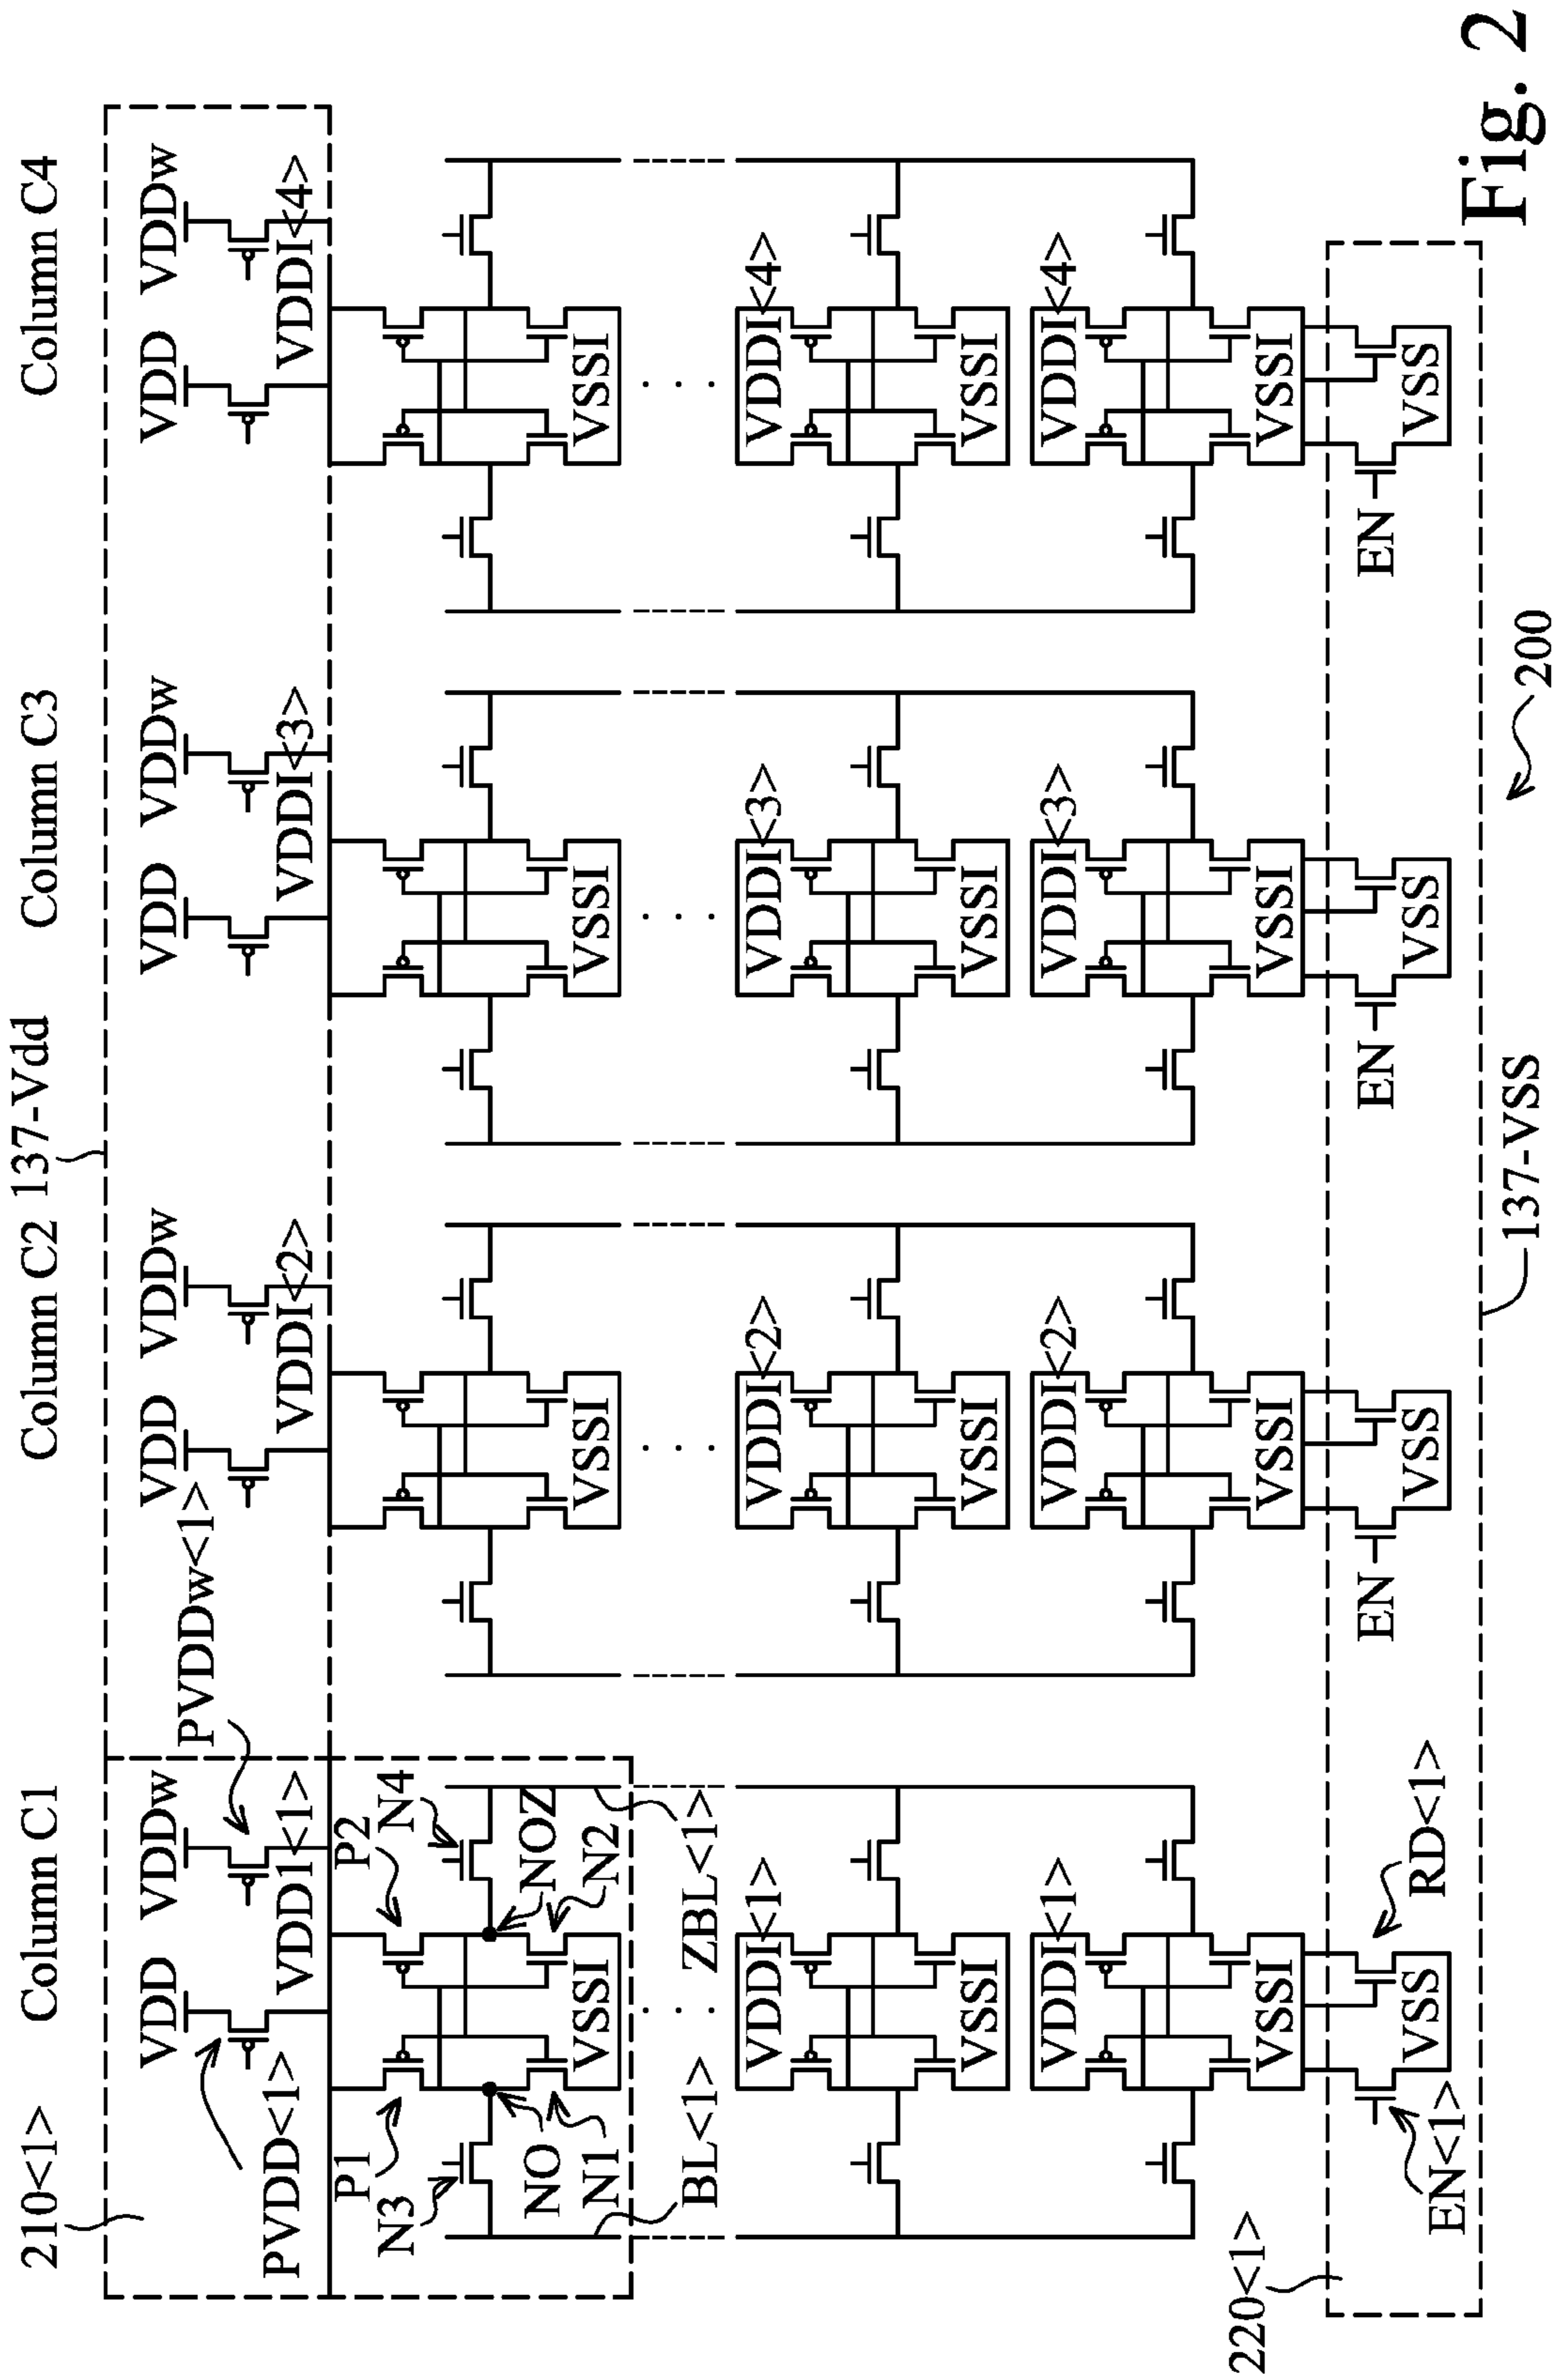 Column C1 Column C2 Column C3 Column C4
210<1> 137-Vdd
VDD VDDw VDD VDDw VDD VDDw VDD VDDw
PVDDw<1>
PVDD<1> VDD1<1> VDDI<2> VDDI<3> VDDI<4>
P1 P2
N3 N4
NO NOZ
N1 N2
VSSI VSSI VSSI VSSI
. . . . . . . . . . . .
BL<1> ZBL<1>
VDDI<1> VDDI<2> VDDI<3> VDDI<4>
VSSI VSSI VSSI VSSI
VDDI<1> VDDI<2> VDDI<3> VDDI<4>
220<1> VSSI VSSI VSSI VSSI
EN EN EN
VSS VSS VSS VSS
EN<1> RD<1>
137-VSS 200
Fig. 2